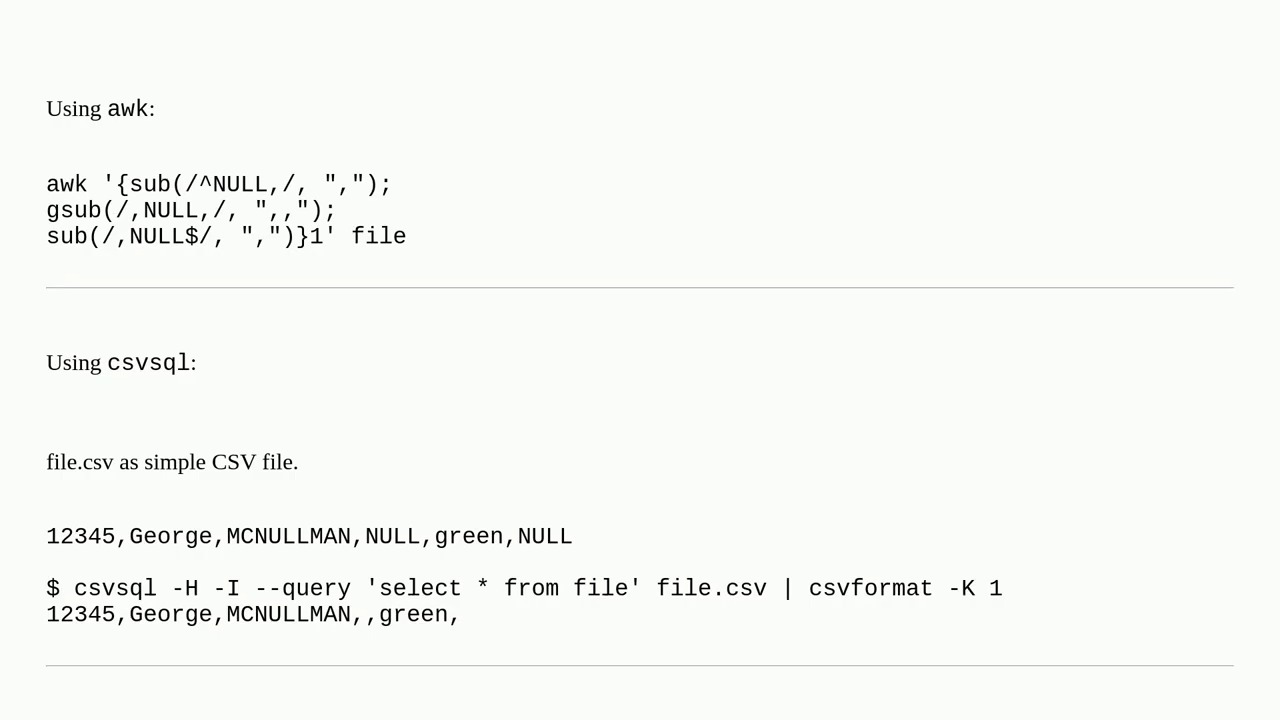 Using awk:
awk '{sub(/^NULL,/, ",");
gsub(/,NULL,/, ",,");
sub(/,NULL$/, ",")}1' file
Using csvsql:
file.csv as simple CSV file.
12345,George,MCNULLMAN,NULL,green,NULL
$ csvsql -H -I --query 'select * from file' file.csv | csvformat -K 1
12345,George,MCNULLMAN,,green,